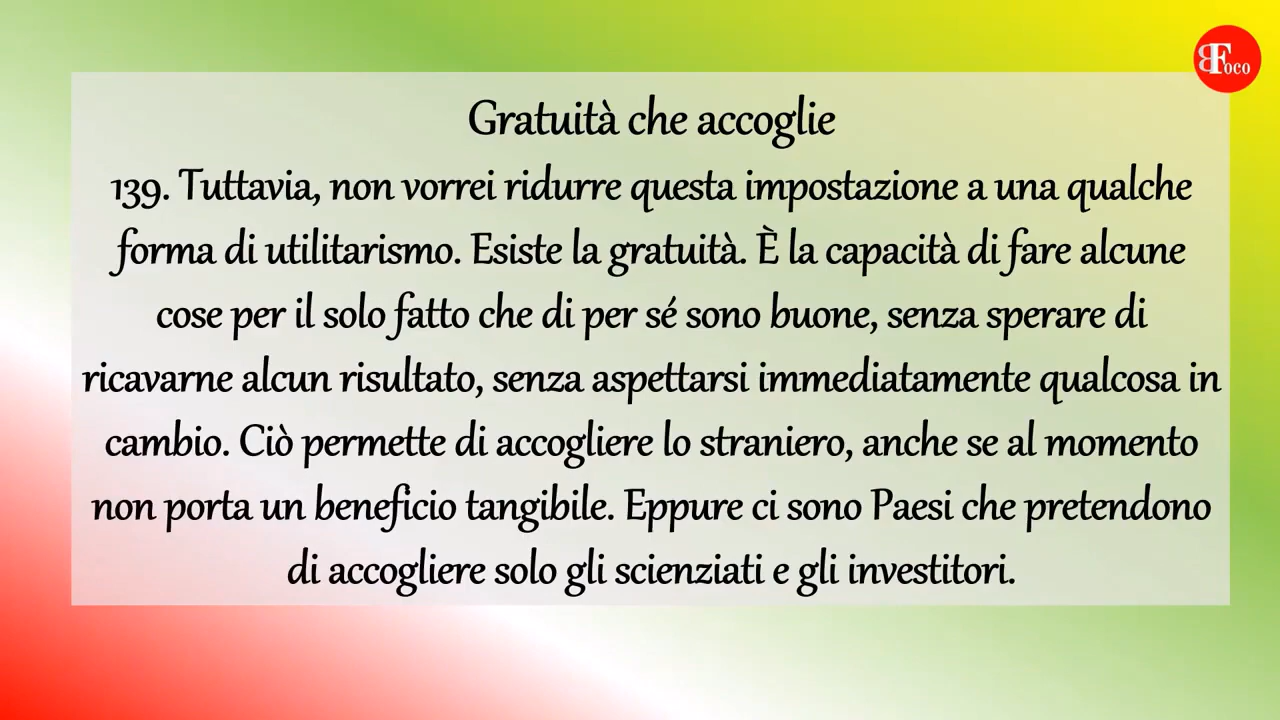 BFoco
Gratuità che accoglie
139. Tuttavia, non vorrei ridurre questa impostazione a una qualche
forma di utilitarismo. Esiste la gratuità. È la capacità di fare alcune
cose per il solo fatto che di per sé sono buone, senza sperare di
ricavarne alcun risultato, senza aspettarsi immediatamente qualcosa in
cambio. Ciò permette di accogliere lo straniero, anche se al momento
non porta un beneficio tangibile. Eppure ci sono Paesi che pretendono
di accogliere solo gli scienziati e gli investitori.